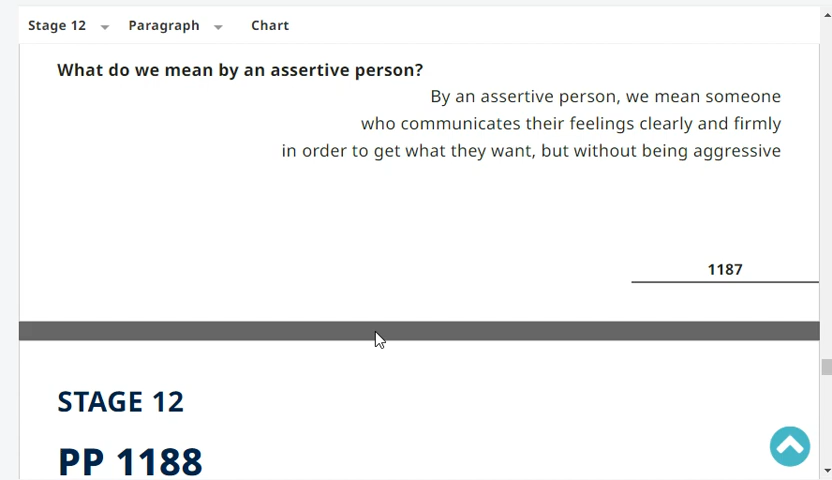 Stage 12 Paragraph Chart
What do we mean by an assertive person?
By an assertive person, we mean someone
who communicates their feelings clearly and firmly
in order to get what they want, but without being aggressive
1187
STAGE 12
PP 1188